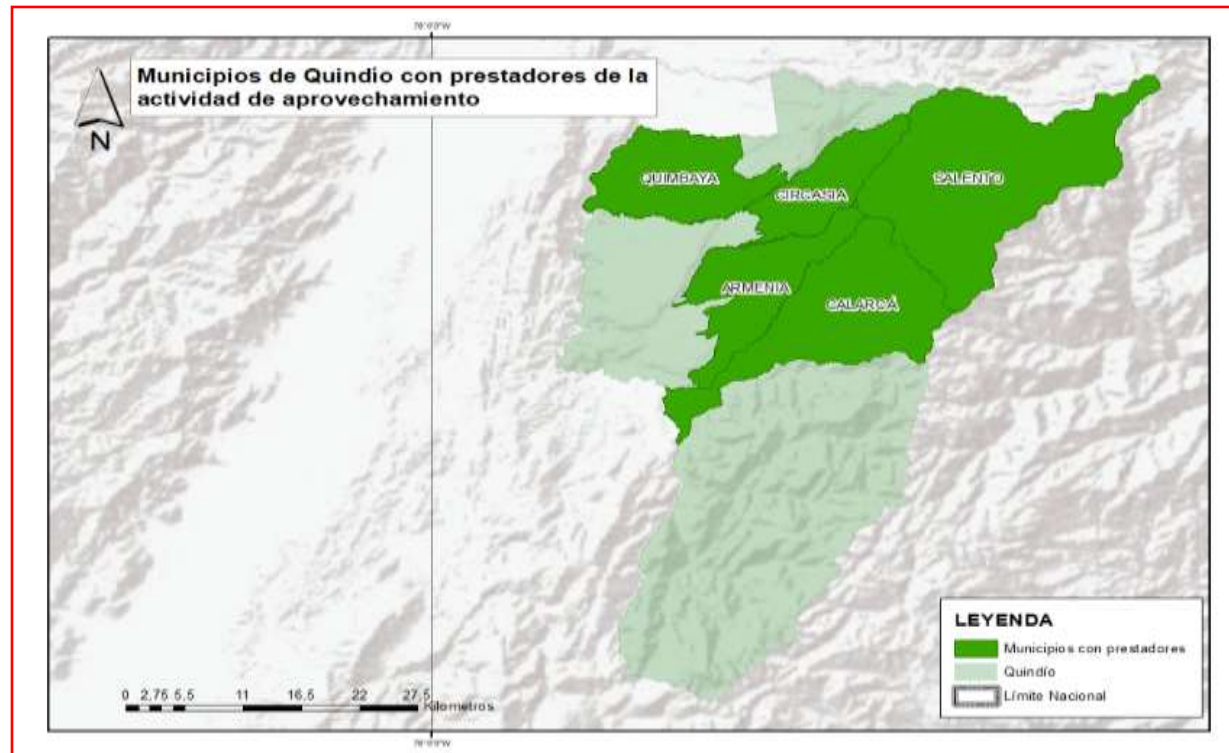 Municipios de Quindío con prestadores de la
actividad de aprovechamiento
N
QUIMBAYA
CIRCASIA
SALENTO
ARMENIA
CALARCÁ
LEYENDA
Municipios con prestadores
Quindío
Límite Nacional
0 2,75 5,5 11 16,5 22 27,5
Kilometros